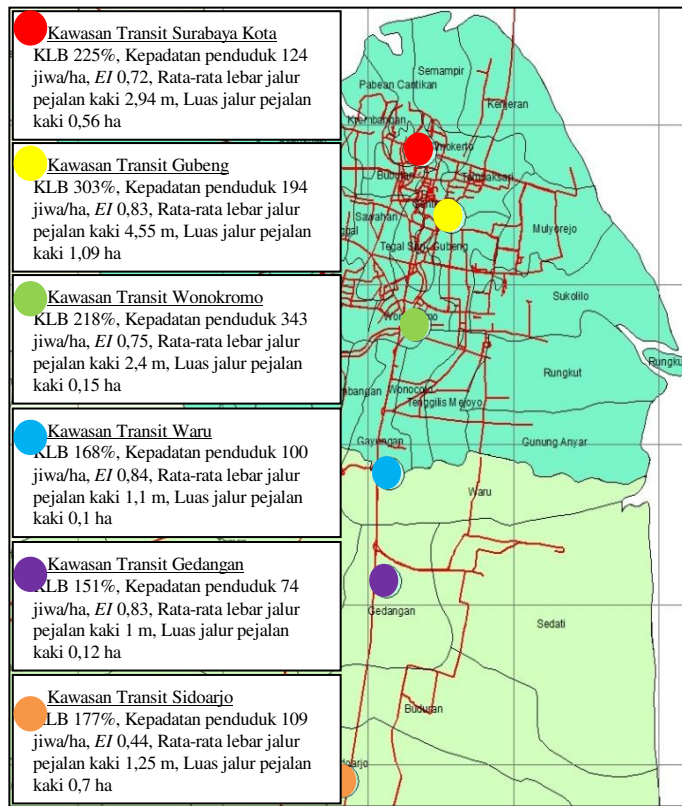 Kawasan Transit Surabaya Kota
KLB 225%, Kepadatan penduduk 124
jiwa/ha, EI 0,72, Rata-rata lebar jalur
pejalan kaki 2,94 m, Luas jalur pejalan
kaki 0,56 ha
Kawasan Transit Gubeng
KLB 303%, Kepadatan penduduk 194
jiwa/ha, EI 0,83, Rata-rata lebar jalur
pejalan kaki 4,55 m, Luas jalur pejalan
kaki 1,09 ha
Kawasan Transit Wonokromo
KLB 218%, Kepadatan penduduk 343
jiwa/ha, EI 0,75, Rata-rata lebar jalur
pejalan kaki 2,4 m, Luas jalur pejalan
kaki 0,15 ha
Kawasan Transit Waru
KLB 168%, Kepadatan penduduk 100
jiwa/ha, EI 0,84, Rata-rata lebar jalur
pejalan kaki 1,1 m, Luas jalur pejalan
kaki 0,1 ha
Kawasan Transit Gedangan
KLB 151%, Kepadatan penduduk 74
jiwa/ha, EI 0,83, Rata-rata lebar jalur
pejalan kaki 1 m, Luas jalur pejalan
kaki 0,12 ha
Kawasan Transit Sidoarjo
KLB 177%, Kepadatan penduduk 109
jiwa/ha, EI 0,44, Rata-rata lebar jalur
pejalan kaki 1,25 m, Luas jalur pejalan
kaki 0,7 ha
Semampir
Pabean Cantikan
Kenjeran
Krembangan
Bubutan
Tambaksari
Sawahan
Mulyorejo
Gubeng
Sukolilo
Rungkut
Rungkut
Wonocolo
Tenggilis Mejoyo
Gayungan
Gunung Anyar
Waru
Gedangan
Sedati
Buduran